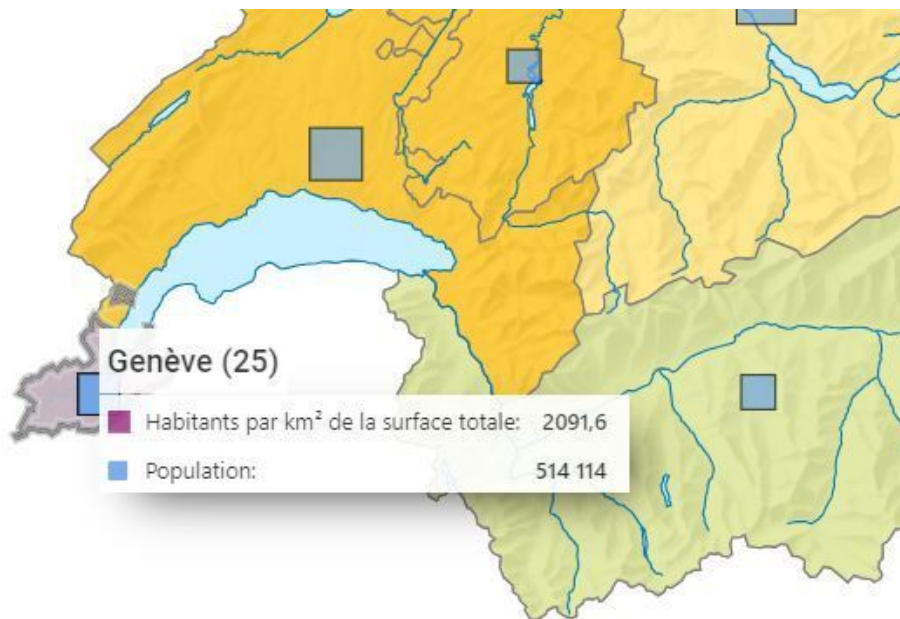 Genève (25)
Habitants par km² de la surface totale: 2091,6
Population: 514 114